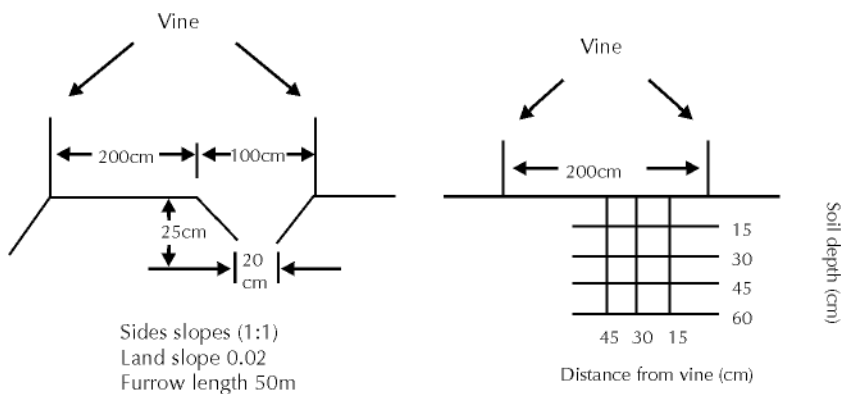 Vine
200cm
100cm
25cm
20
cm
Sides slopes (1:1)
Land slope 0.02
Furrow length 50m
Vine
200cm
15
30
45
60
45 30 15
Distance from vine (cm)
Soil depth (cm)